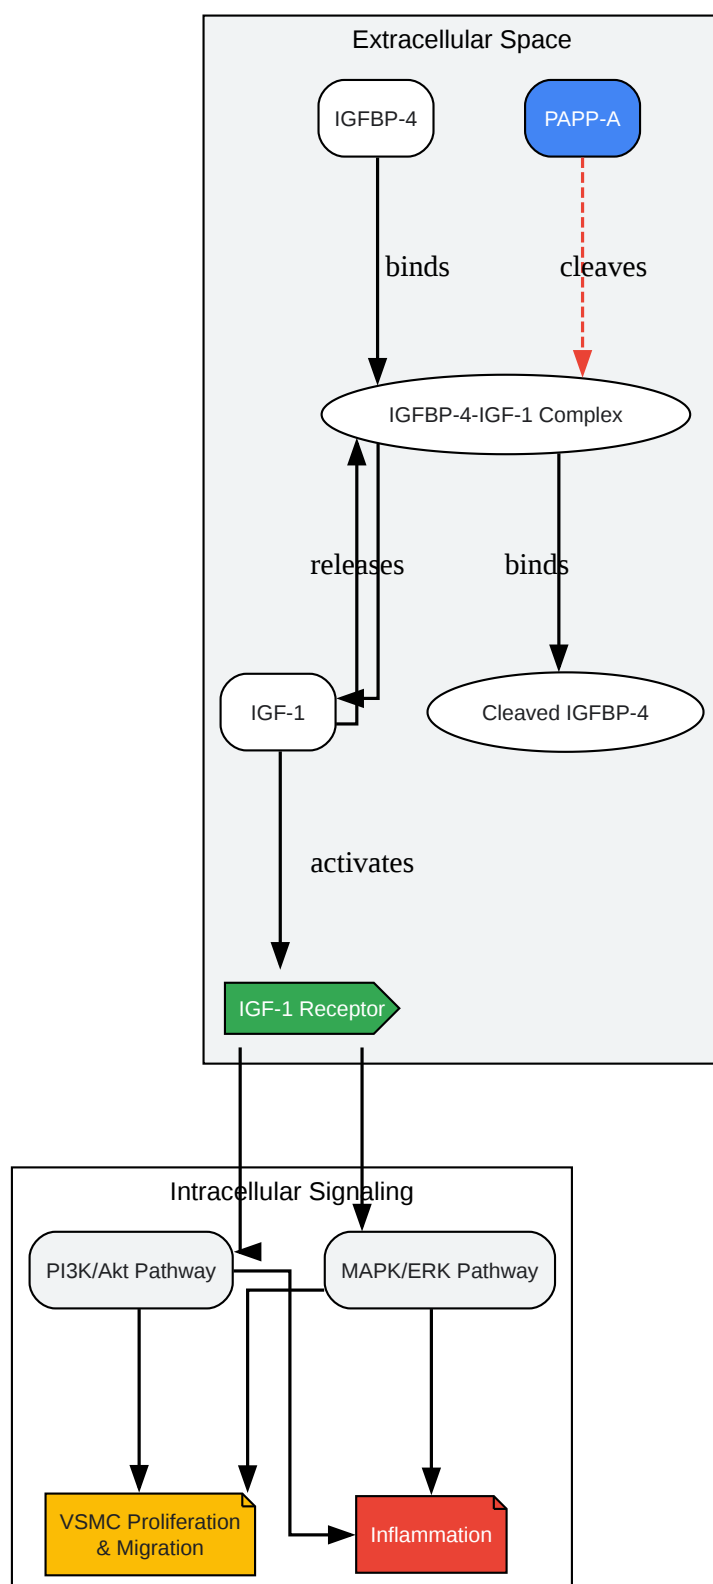 Extracellular Space
IGFBP-4
PAPP-A
binds
cleaves
IGFBP-4-IGF-1 Complex
releases
binds
IGF-1
Cleaved IGFBP-4
activates
IGF-1 Receptor
Intracellular Signaling
PI3K/Akt Pathway
MAPK/ERK Pathway
VSMC Proliferation
& Migration
Inflammation